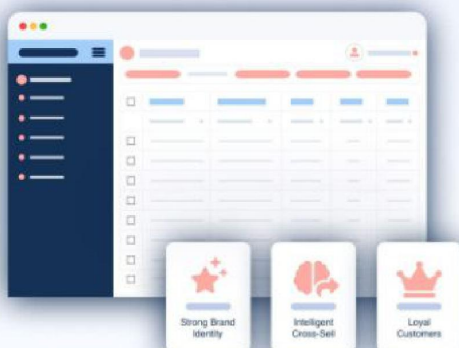 Strong Brand
Identity
Intelligent
Cross-Sell
Loyal
Customers